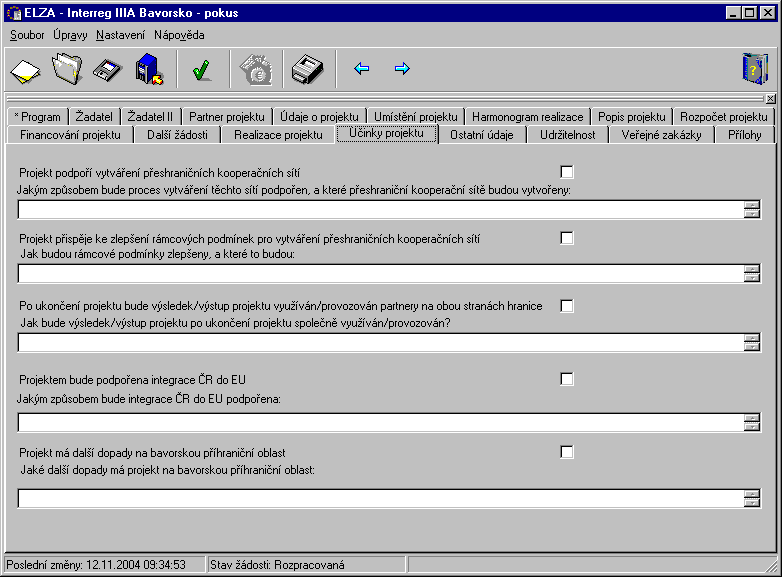 ELZA - Interreg IIIA Bavorsko - pokus
Soubor Úpravy Nastavení Nápověda
* Program Žadatel Žadatel II Partner projektu Údaje o projektu Umístění projektu Harmonogram realizace Popis projektu Rozpočet projektu
Financování projektu Další žádosti Realizace projektu Účinky projektu Ostatní údaje Udržitelnost Veřejné zakázky Přílohy
Projekt podpoří vytváření přeshraničních kooperačních sítí
Jakým způsobem bude proces vytváření těchto sítí podpořen, a které přeshraniční kooperační sítě budou vytvořeny:
Projekt přispěje ke zlepšení rámcových podmínek pro vytváření přeshraničních kooperačních sítí
Jak budou rámcové podmínky zlepšeny, a které to budou:
Po ukončení projektu bude výsledek/výstup projektu využíván/provozován partnery na obou stranách hranice
Jak bude výsledek/výstup projektu po ukončení projektu společně využíván/provozován?
Projektem bude podpořena integrace ČR do EU
Jakým způsobem bude integrace ČR do EU podpořena:
Projekt má další dopady na bavorskou příhraniční oblast
Jaké další dopady má projekt na bavorskou příhraniční oblast:
Poslední změny: 12.11.2004 09:34:53 Stav žádosti: Rozpracovaná